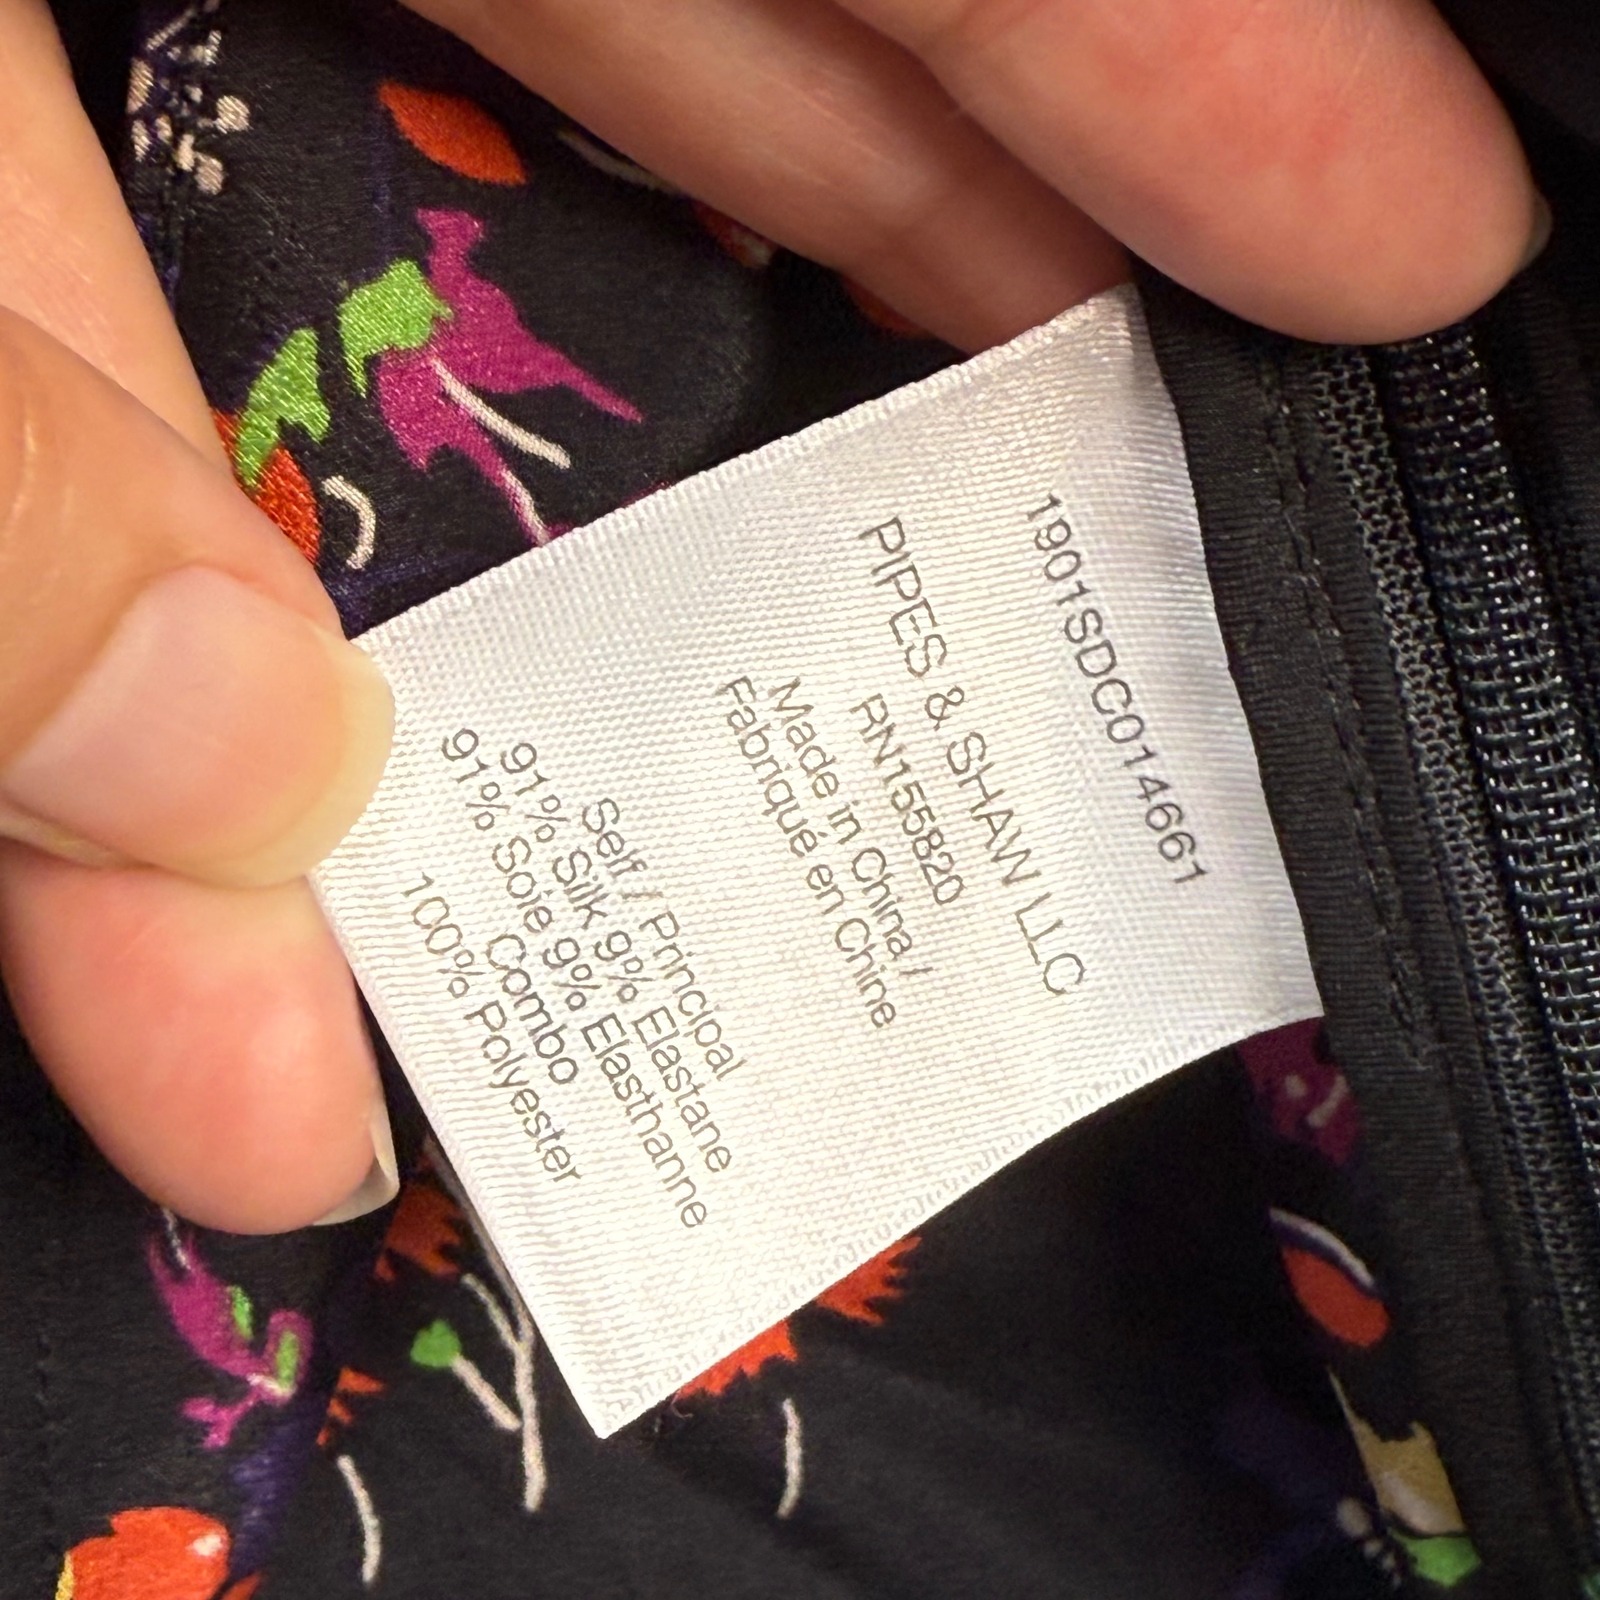 1901SDC014661
PIPES & SHAW LLC
RN155820
Made in China /
Fabriqué en Chine
Self / Principal
91% Silk 9% Elastane
91% Soie 9% Elasthanne
Combo
100% Polyester